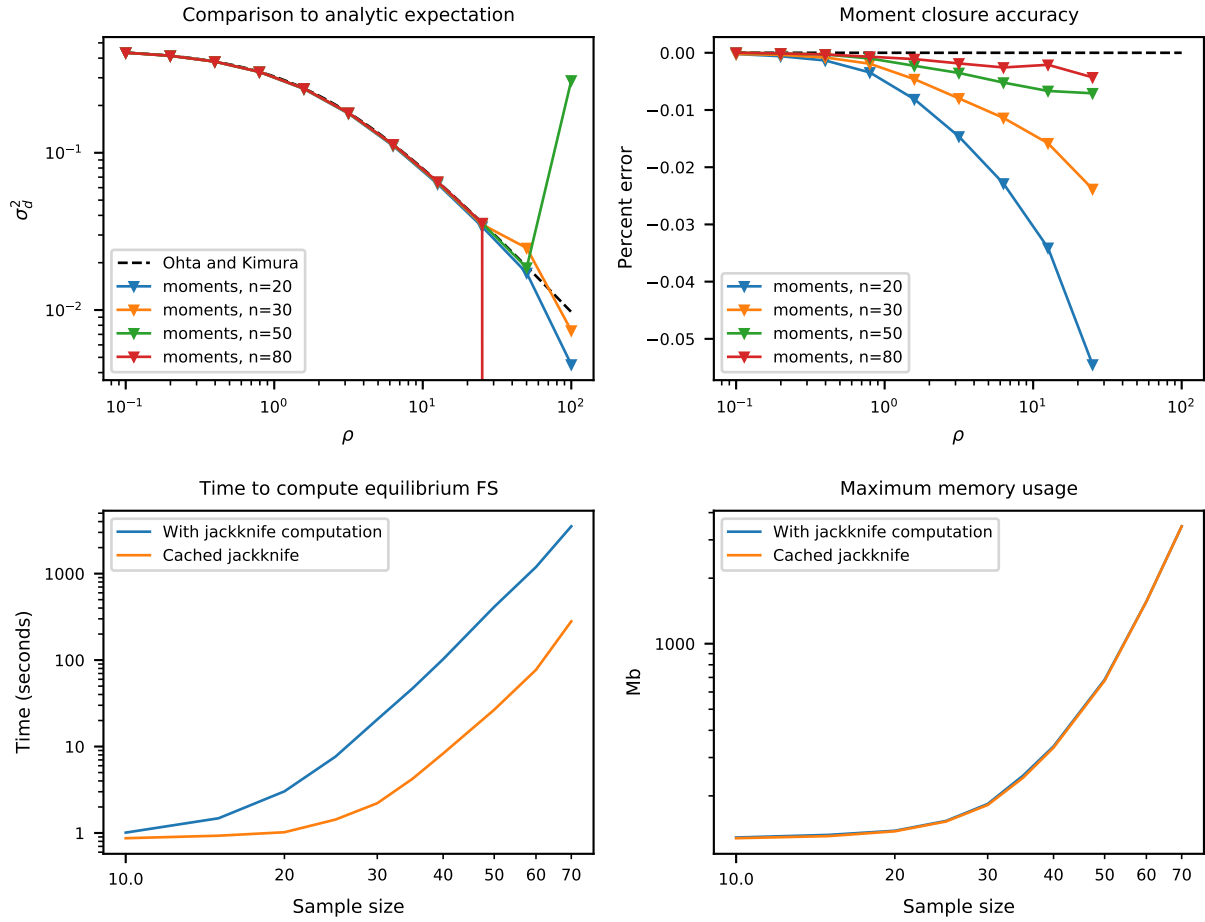 Comparison to analytic expectation
σ_d^2
10⁻¹
10⁻²
Ohta and Kimura
moments, n=20
moments, n=30
moments, n=50
moments, n=80
10⁻¹
10⁰
10¹
10²
ρ
Moment closure accuracy
Percent error
0.00
−0.01
−0.02
−0.03
−0.04
−0.05
moments, n=20
moments, n=30
moments, n=50
moments, n=80
10⁻¹
10⁰
10¹
10²
ρ
Time to compute equilibrium FS
Time (seconds)
With jackknife computation
Cached jackknife
1000
100
10
1
10.0
20
30
40
50
60
70
Sample size
Maximum memory usage
Mb
With jackknife computation
Cached jackknife
1000
10.0
20
30
40
50
60
70
Sample size